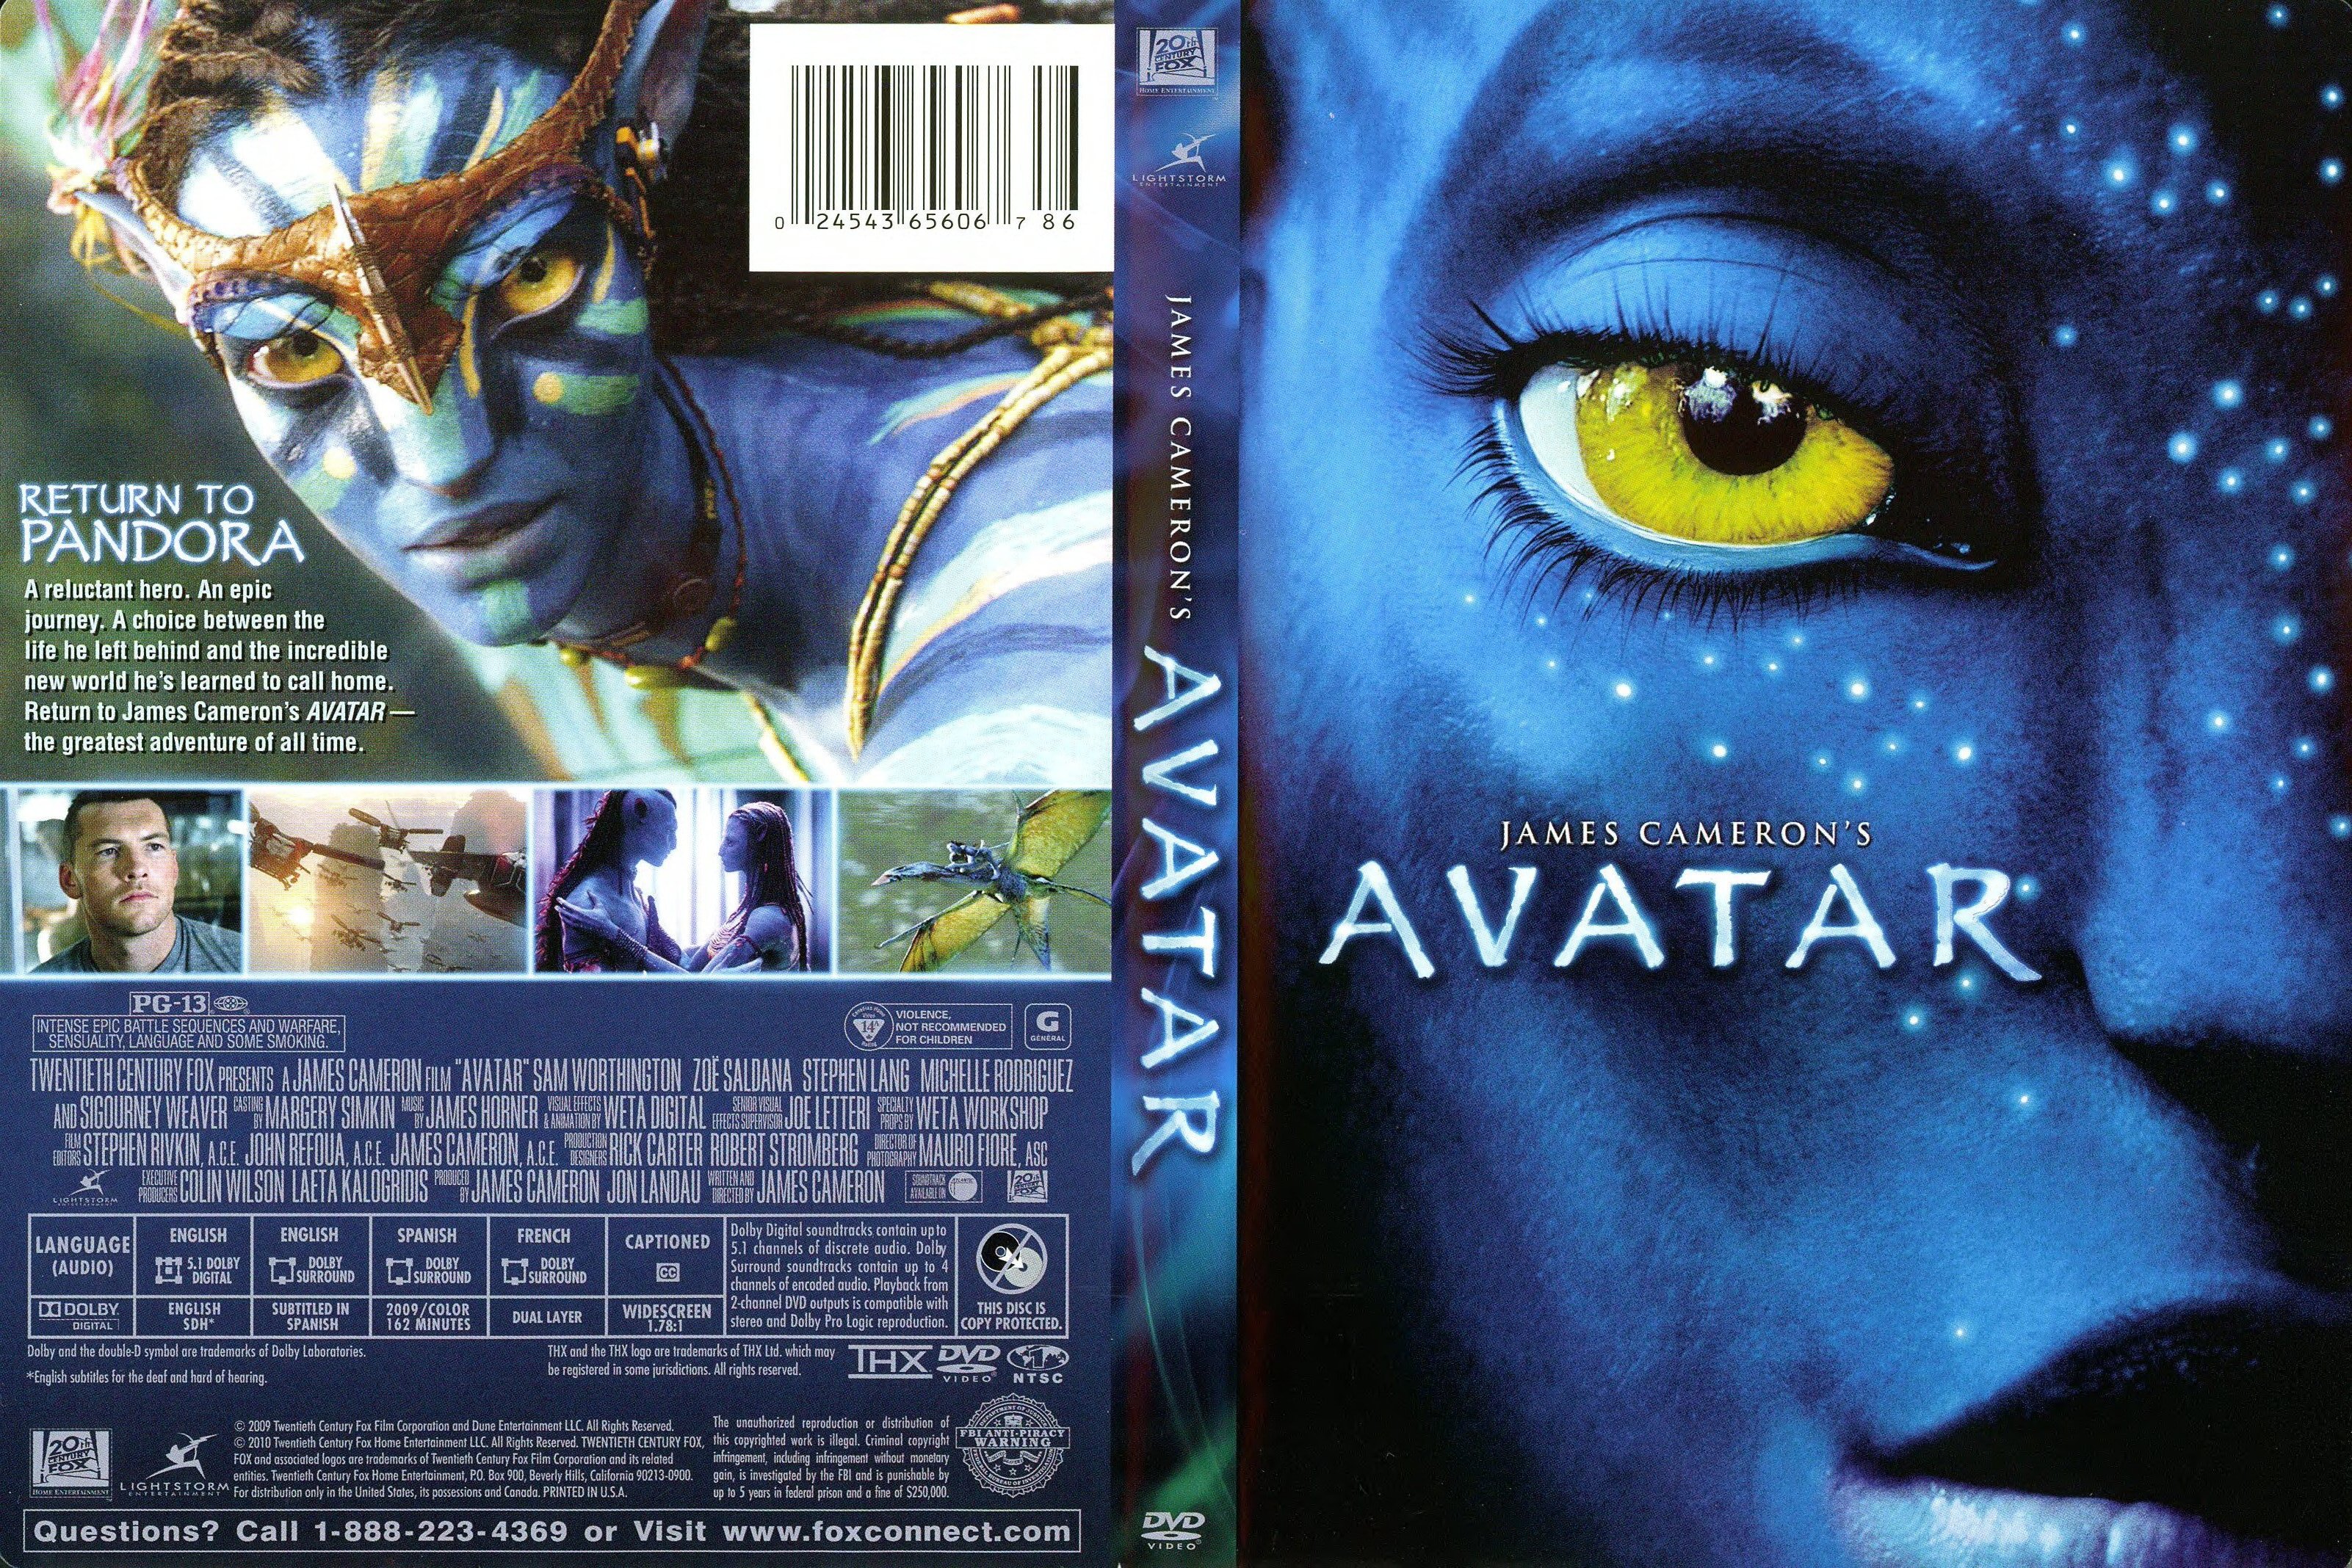 0 24543 65606 7 86
RETURN TO
PANDORA
A reluctant hero. An epic
journey. A choice between the
life he left behind and the incredible
new world he's learned to call home.
Return to James Cameron's AVATAR —
the greatest adventure of all time.
PG-13
INTENSE EPIC BATTLE SEQUENCES AND WARFARE,
SENSUALITY, LANGUAGE AND SOME SMOKING.
14A
VIOLENCE,
NOT RECOMMENDED
FOR CHILDREN
G
GÉNÉRAL
TWENTIETH CENTURY FOX PRESENTS A JAMES CAMERON FILM "AVATAR" SAM WORTHINGTON ZOË SALDANA STEPHEN LANG MICHELLE RODRIGUEZ
AND SIGOURNEY WEAVER CASTING BY MARGERY SIMKIN MUSIC BY JAMES HORNER VISUAL EFFECTS & ANIMATION BY WETA DIGITAL SENIOR VISUAL EFFECTS SUPERVISOR JOE LETTERI SPECIALTY PROPS BY WETA WORKSHOP
FILM EDITORS STEPHEN RIVKIN, A.C.E. JOHN REFOUA, A.C.E. JAMES CAMERON, A.C.E. PRODUCTION DESIGNERS RICK CARTER ROBERT STROMBERG DIRECTOR OF PHOTOGRAPHY MAURO FIORE, ASC
LIGHTSTORM
ENTERTAINMENT
EXECUTIVE PRODUCERS COLIN WILSON LAETA KALOGRIDIS PRODUCED BY JAMES CAMERON JON LANDAU WRITTEN AND DIRECTED BY JAMES CAMERON
SOUNDTRACK
AVAILABLE ON
20TH
CENTURY
FOX
LANGUAGE
(AUDIO)
ENGLISH
5.1 DOLBY
DIGITAL
ENGLISH
DOLBY
SURROUND
SPANISH
DOLBY
SURROUND
FRENCH
DOLBY
SURROUND
CAPTIONED
CC
Dolby Digital soundtracks contain up to
5.1 channels of discrete audio. Dolby
Surround soundtracks contain up to 4
channels of encoded audio. Playback from
2-channel DVD outputs is compatible with
stereo and Dolby Pro Logic reproduction.
THIS DISC IS
COPY PROTECTED.
DOLBY
DIGITAL
ENGLISH
SDH*
SUBTITLED IN
SPANISH
2009/COLOR
162 MINUTES
DUAL LAYER
WIDESCREEN
1.78:1
Dolby and the double-D symbol are trademarks of Dolby Laboratories.
*English subtitles for the deaf and hard of hearing.
THX and the THX logo are trademarks of THX Ltd. which may
be registered in some jurisdictions. All rights reserved.
THX
DVD
VIDEO
NTSC
20TH
CENTURY
FOX
HOME ENTERTAINMENT
LIGHTSTORM
ENTERTAINMENT
© 2009 Twentieth Century Fox Film Corporation and Dune Entertainment LLC. All Rights Reserved.
© 2010 Twentieth Century Fox Home Entertainment LLC. All Rights Reserved. TWENTIETH CENTURY FOX,
FOX and associated logos are trademarks of Twentieth Century Fox Film Corporation and its related
entities. Twentieth Century Fox Home Entertainment, P.O. Box 900, Beverly Hills, California 90213-0900.
For distribution only in the United States, its possessions and Canada. PRINTED IN U.S.A.
The unauthorized reproduction or distribution of
this copyrighted work is illegal. Criminal copyright
infringement, including infringement without monetary
gain, is investigated by the FBI and is punishable by
up to 5 years in federal prison and a fine of $250,000.
FBI ANTI-PIRACY
WARNING
Questions? Call 1-888-223-4369 or Visit www.foxconnect.com
20TH
CENTURY
FOX
HOME ENTERTAINMENT
LIGHTSTORM
ENTERTAINMENT
JAMES CAMERON'S
AVATAR
DVD
VIDEO
JAMES CAMERON'S
AVATAR